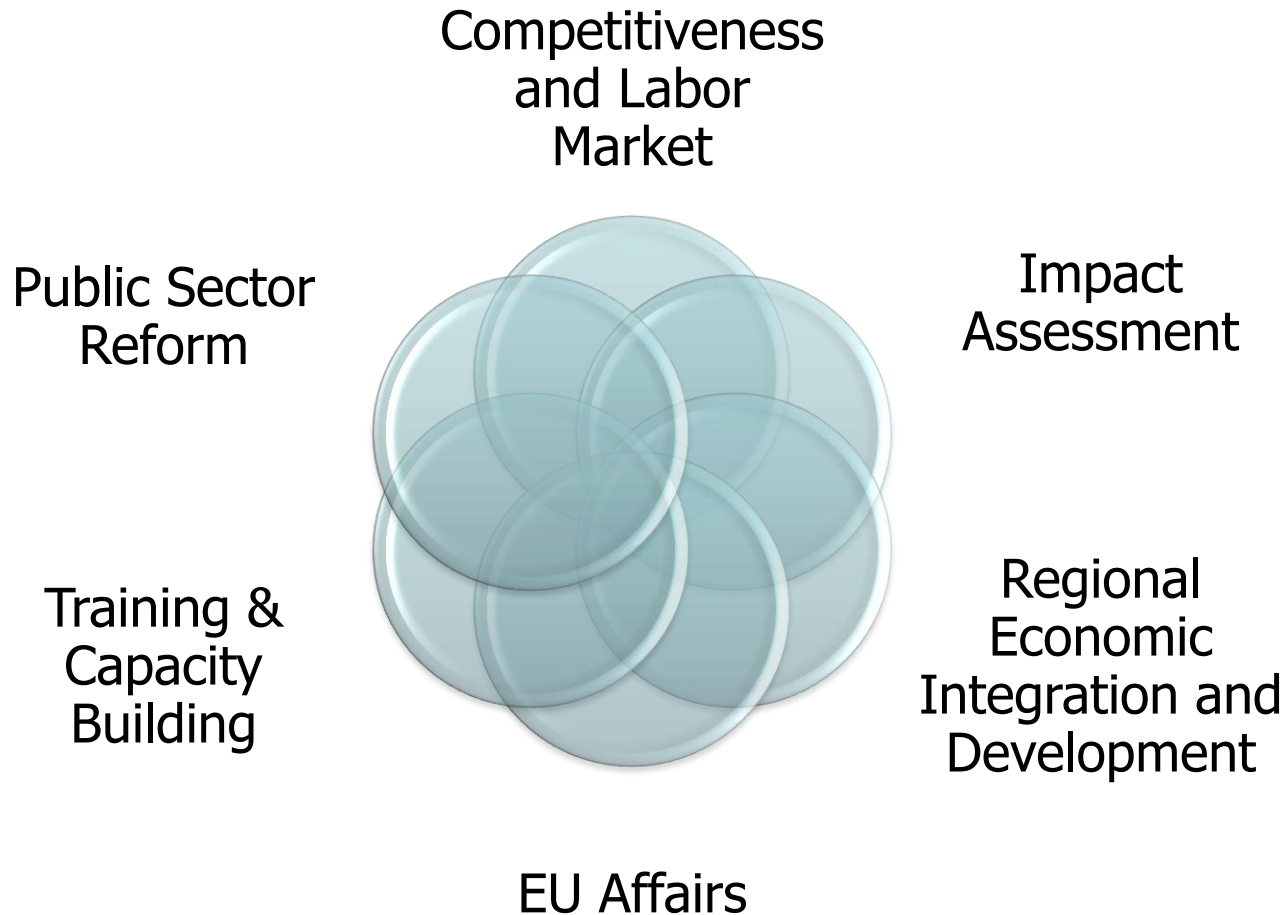 Competitiveness
and Labor
Market
Public Sector
Reform
Impact
Assessment
Training &
Capacity
Building
Regional
Economic
Integration and
Development
EU Affairs